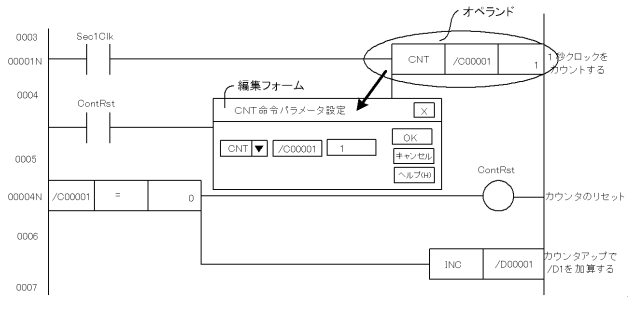 オペランド
0003
Sec1Clk
00001N
CNT /C00001 1
1秒クロックを
カウントする
0004
ContRst
編集フォーム
CNT命令パラメータ設定 X
CNT ▼ /C00001 1
OK
キャンセル
ヘルプ(H)
0005
ContRst
00004N /C00001 = 0
カウンタのリセット
0006
INC /D00001
カウンタアップで
/D1を加算する
0007